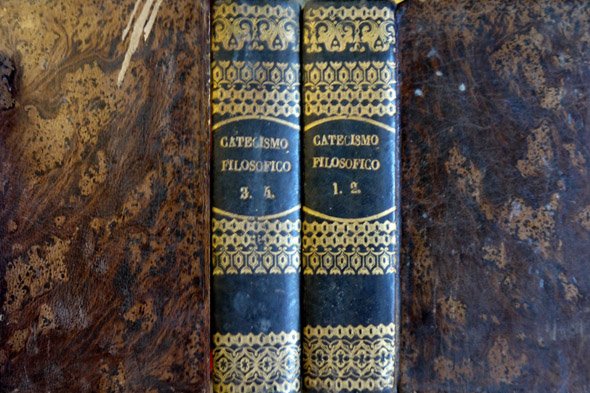 CATECISMO
FILOSOFICO
3. 4.
CATECISMO
FILOSOFICO
1. 2.